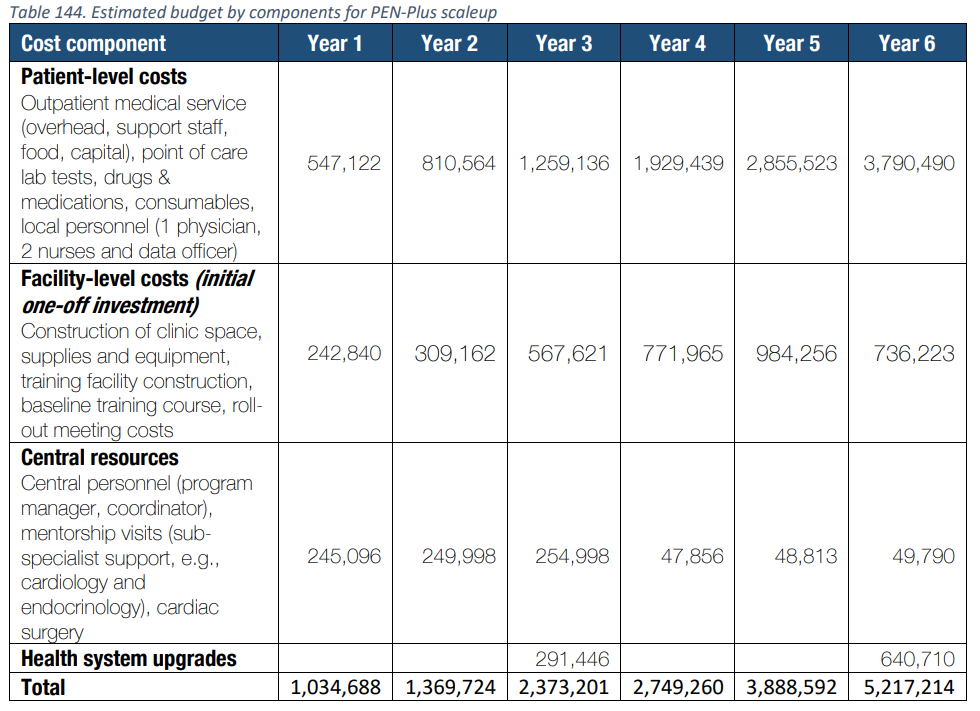 Table 144. Estimated budget by components for PEN-Plus scaleup
Cost component Year 1 Year 2 Year 3 Year 4 Year 5 Year 6
Patient-level costs
Outpatient medical service
(overhead, support staff,
food, capital), point of care
lab tests, drugs &
medications, consumables,
local personnel (1 physician,
2 nurses and data officer)
547,122 810,564 1,259,136 1,929,439 2,855,523 3,790,490
Facility-level costs (initial
one-off investment)
Construction of clinic space,
supplies and equipment,
training facility construction,
baseline training course, roll-
out meeting costs
242,840 309,162 567,621 771,965 984,256 736,223
Central resources
Central personnel (program
manager, coordinator),
mentorship visits (sub-
specialist support, e.g.,
cardiology and
endocrinology), cardiac
surgery
245,096 249,998 254,998 47,856 48,813 49,790
Health system upgrades 291,446 640,710
Total 1,034,688 1,369,724 2,373,201 2,749,260 3,888,592 5,217,214